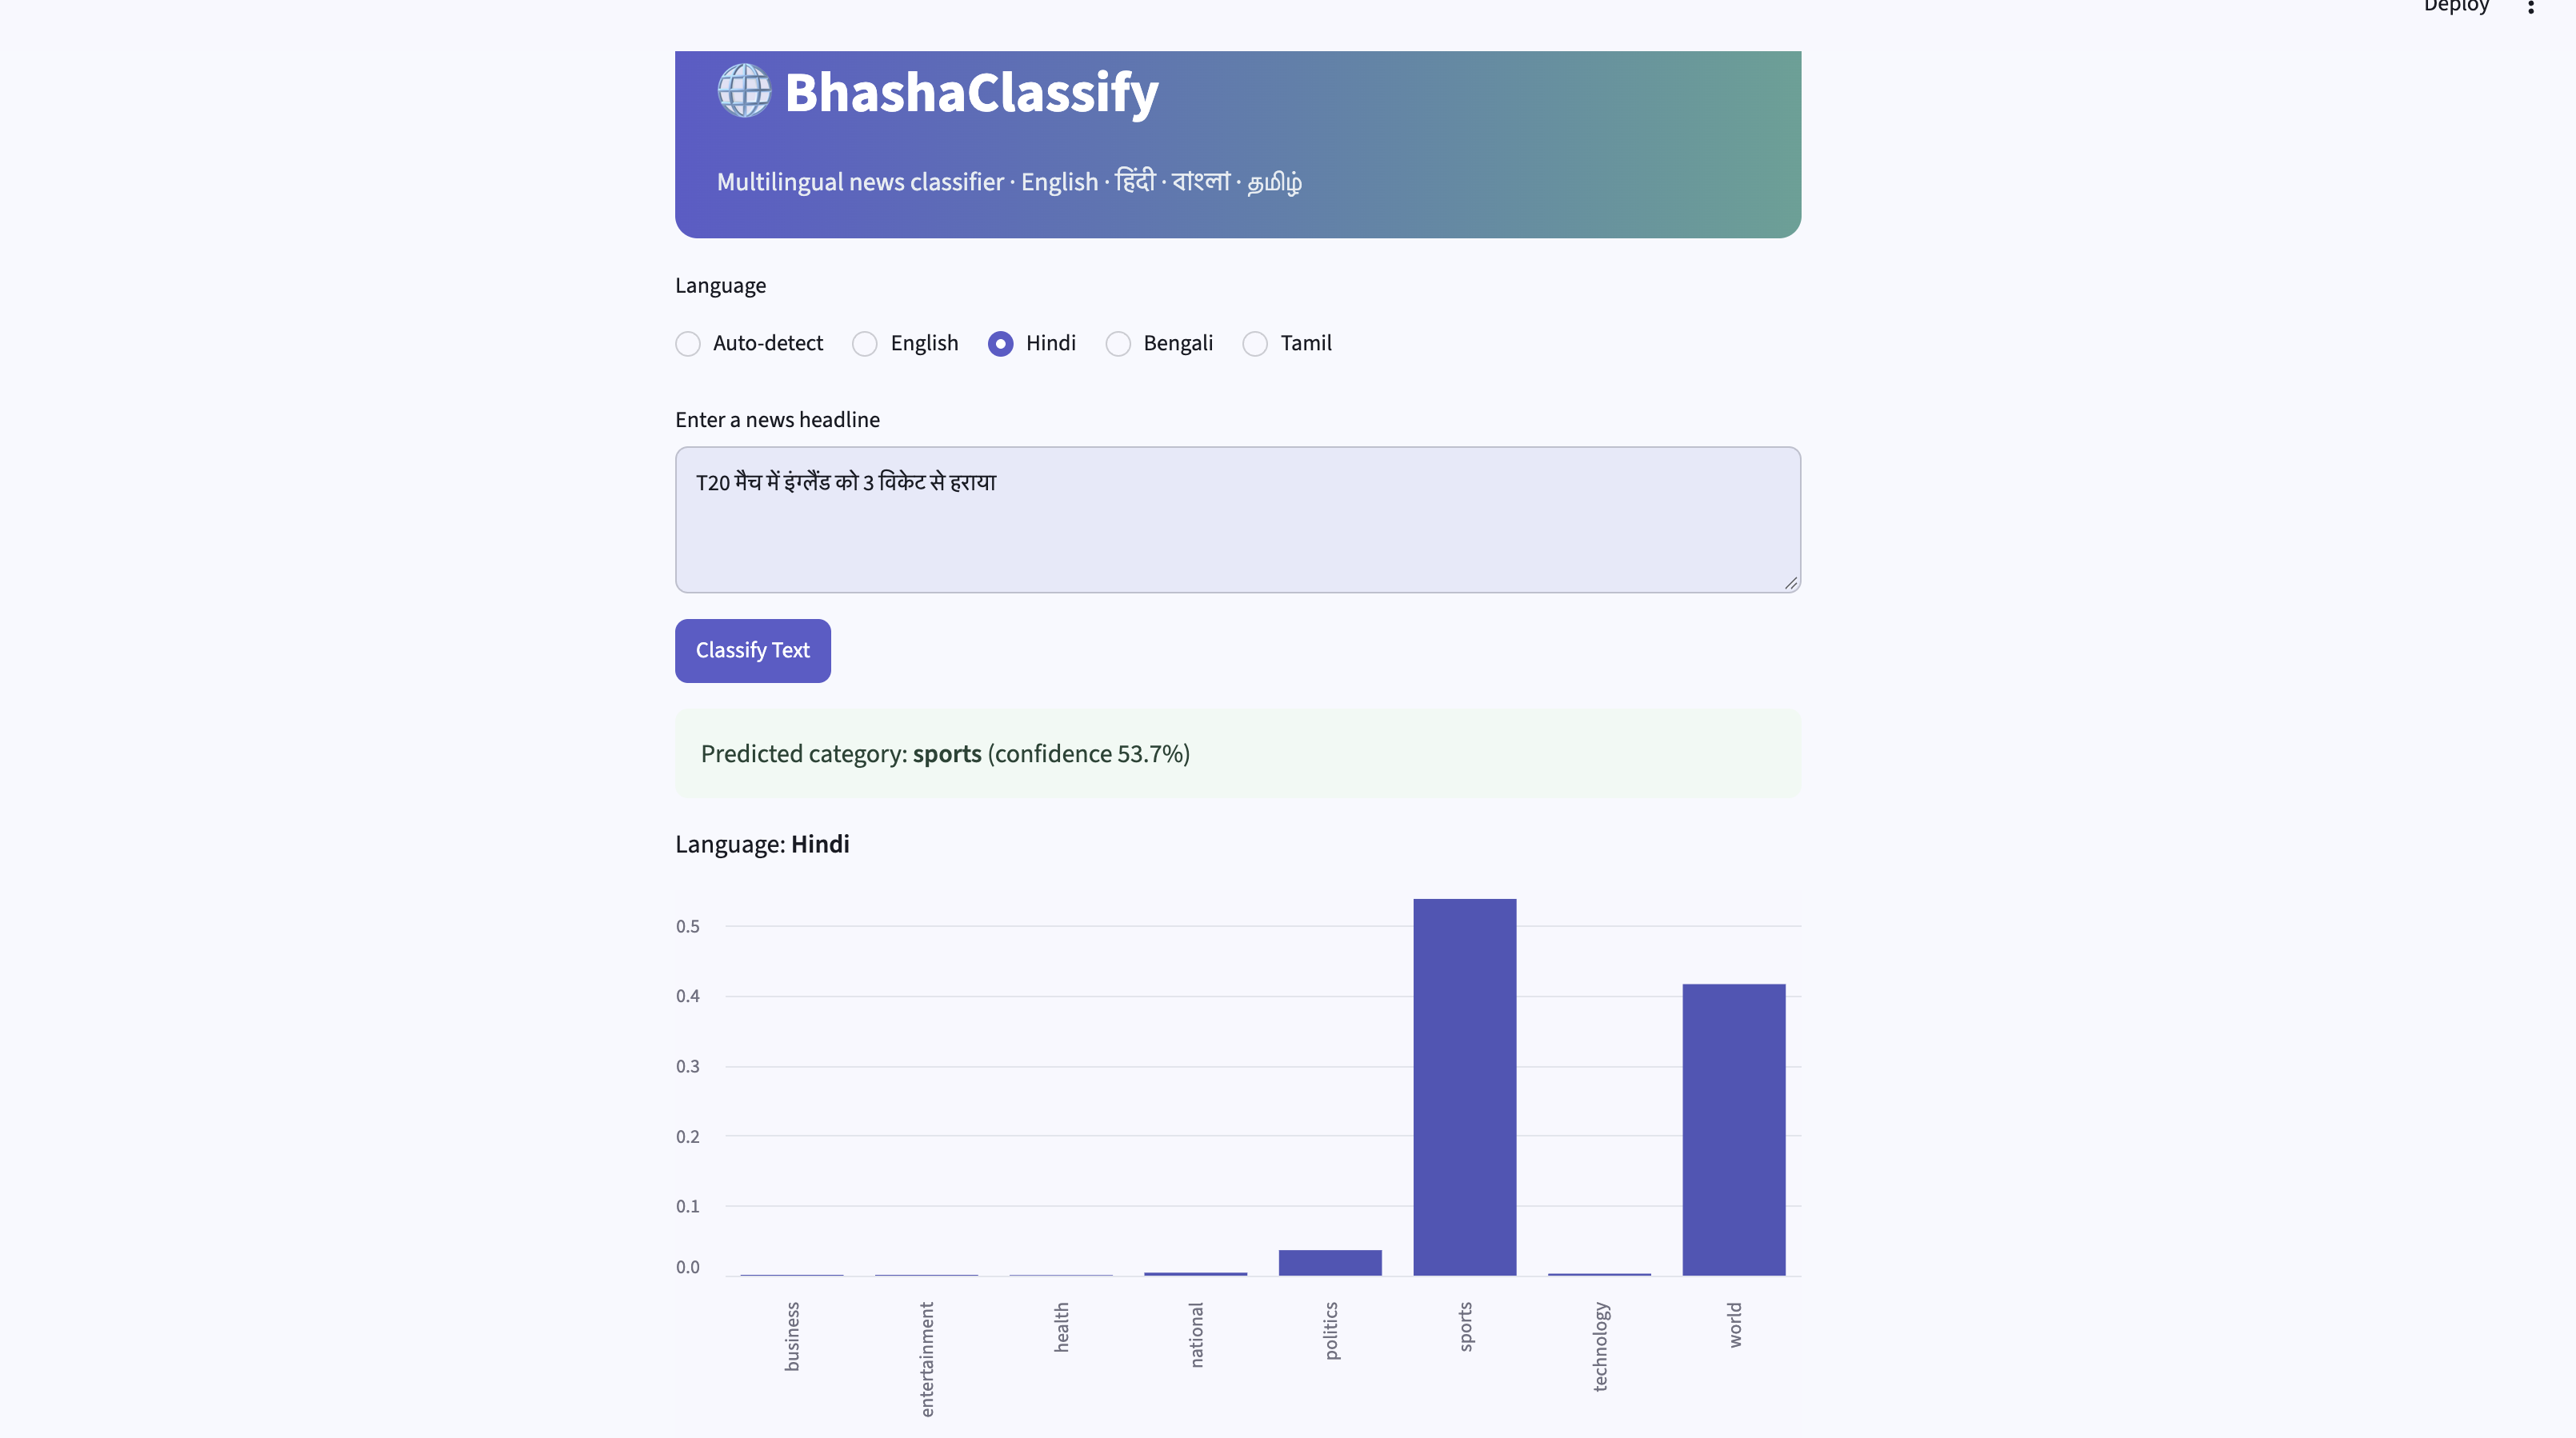 Deploy
BhashaClassify
Multilingual news classifier · English · हिंदी · বাংলা · தமிழ்
Language
Auto-detect English Hindi Bengali Tamil
Enter a news headline
T20 मैच में इंग्लैंड को 3 विकेट से हराया
Classify Text
Predicted category: sports (confidence 53.7%)
Language: Hindi
0.5
0.4
0.3
0.2
0.1
0.0
business
entertainment
health
national
politics
sports
technology
world